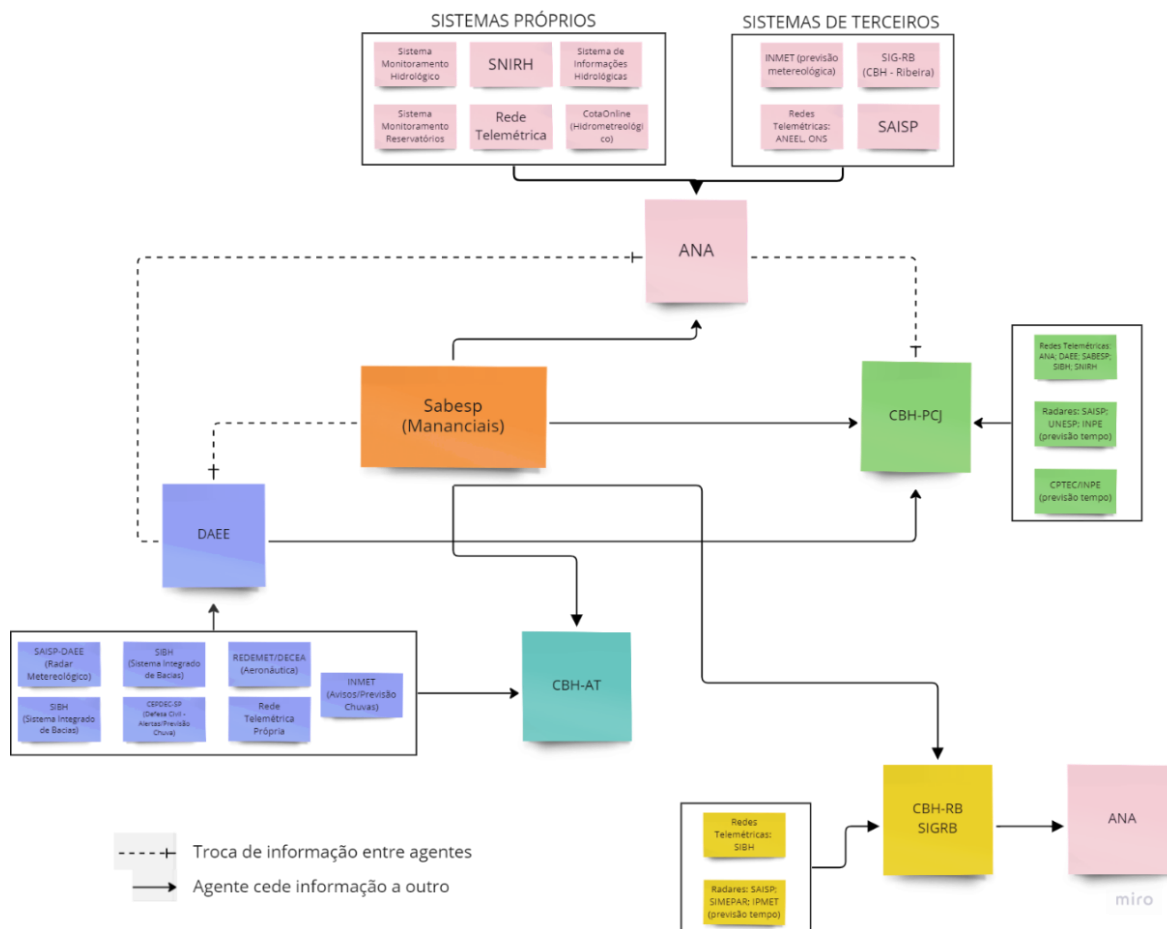 SISTEMAS PRÓPRIOS
SISTEMAS DE TERCEIROS
Sistema
Monitoramento
Hidrológico
SNIRH
Sistema de
Informações
Hidrológicas
Sistema
Monitoramento
Reservatórios
Rede
Telemétrica
CotaOnline
(Hidrometreológi
co)
INMET (previsão
metereológica)
SIG-RB
(CBH - Ribeira)
Redes
Telemétricas:
ANEEL, ONS
SAISP
ANA
Sabesp
(Mananciais)
CBH-PCJ
Redes Telemétricas:
ANA; DAEE; SABESP;
SIBH; SNIRH
Radares: SAISP;
UNESP; INPE
(previsão tempo)
CPTEC/INPE
(previsão tempo)
DAEE
SAISP-DAEE
(Radar
Metereológico)
SIBH
(Sistema Integrado
de Bacias)
REDEMET/DECEA
(Aeronáutica)
INMET
(Avisos/Previsão
Chuvas)
SIBH
(Sistema Integrado
de Bacias)
CEPDEC-SP
(Defesa Civil -
Alertas/Previsão
Chuva)
Rede
Telemétrica
Própria
CBH-AT
CBH-RB
SIGRB
ANA
Redes
Telemétricas:
SIBH
Radares: SAISP;
SIMEPAR; IPMET
(previsão tempo)
Troca de informação entre agentes
Agente cede informação a outro
miro